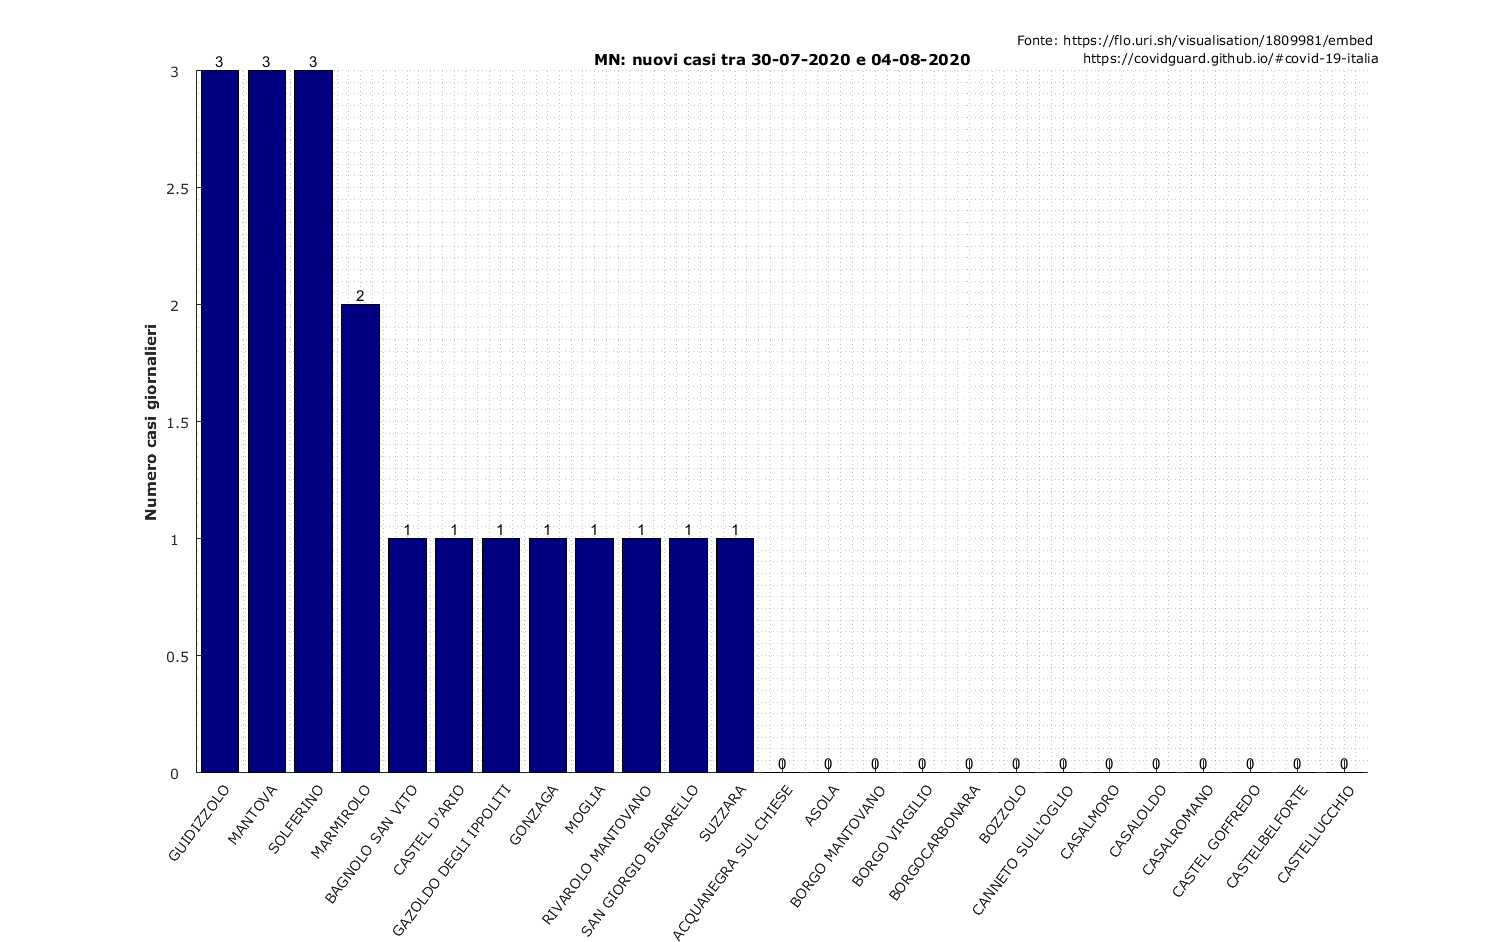 Fonte: https://flo.uri.sh/visualisation/1809981/embed
https://covidguard.github.io/#covid-19-italia
MN: nuovi casi tra 30-07-2020 e 04-08-2020
Numero casi giornalieri
3
2.5
2
1.5
1
0.5
0
3 3 3 2 1 1 1 1 1 1 1 1 0 0 0 0 0 0 0 0 0 0 0 0 0
GUIDIZZOLO
MANTOVA
SOLFERINO
MARMIROLO
BAGNOLO SAN VITO
CASTEL D'ARIO
GAZOLDO DEGLI IPPOLITI
GONZAGA
MOGLIA
RIVAROLO MANTOVANO
SAN GIORGIO BIGARELLO
SUZZARA
ACQUANEGRA SUL CHIESE
ASOLA
BORGO MANTOVANO
BORGO VIRGILIO
BORGOCARBONARA
BOZZOLO
CANNETO SULL'OGLIO
CASALMORO
CASALOLDO
CASALROMANO
CASTEL GOFFREDO
CASTELBELFORTE
CASTELLUCCHIO